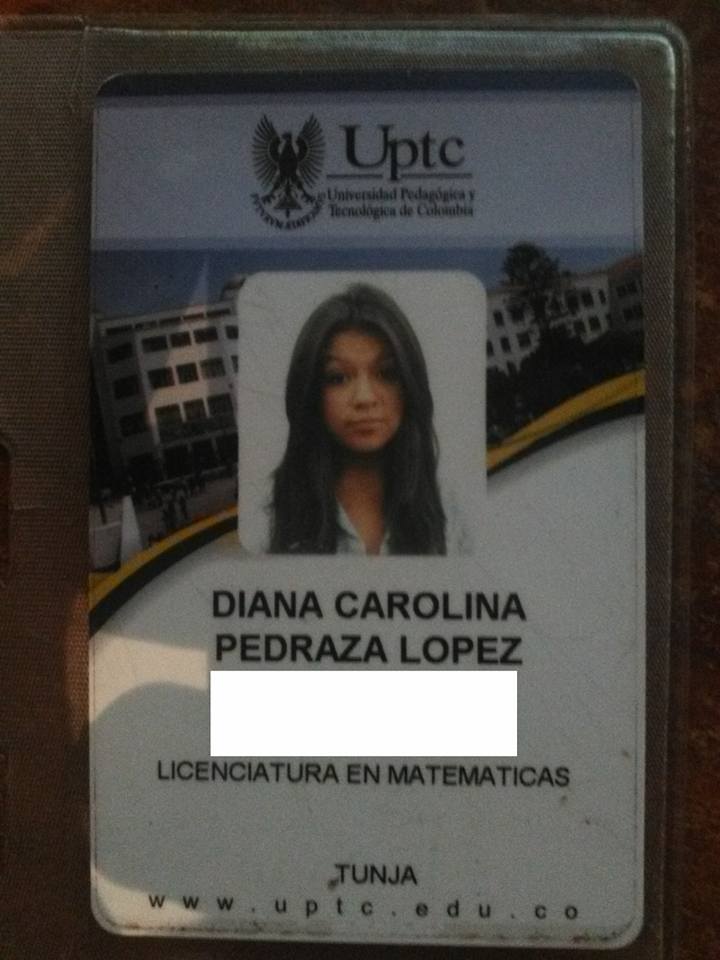 Uptc
Universidad Pedagógica y
Tecnológica de Colombia
DIANA CAROLINA
PEDRAZA LOPEZ
LICENCIATURA EN MATEMATICAS
TUNJA
www.uptc.edu.co